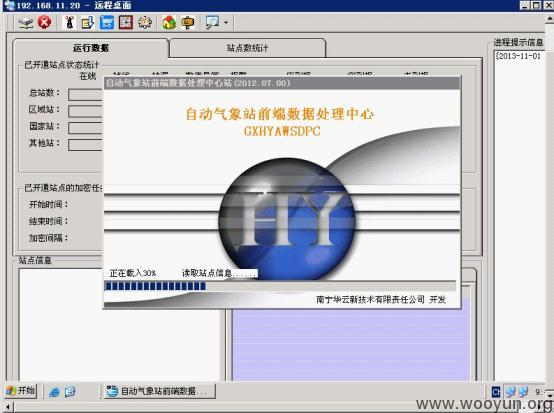 192.168.11.20 - 远程桌面
运行数据
站点数统计
进程提示信息
[2013-11-01
已开通站点状态统计
在线
总站数：
区域站：
国家站：
其他站：
自动气象站前端数据处理中心站(2012.07.00)
自动气象站前端数据处理中心
GXHYAWSDPC
HY
已开通站点的加密任
开始时间：
结束时间：
加密间隔：
站点信息
正在载入30%
读取站点信息......
南宁华云新技术有限责任公司 开发
开始
自动气象站前端数据...
CH
9:
www.wooyun.org